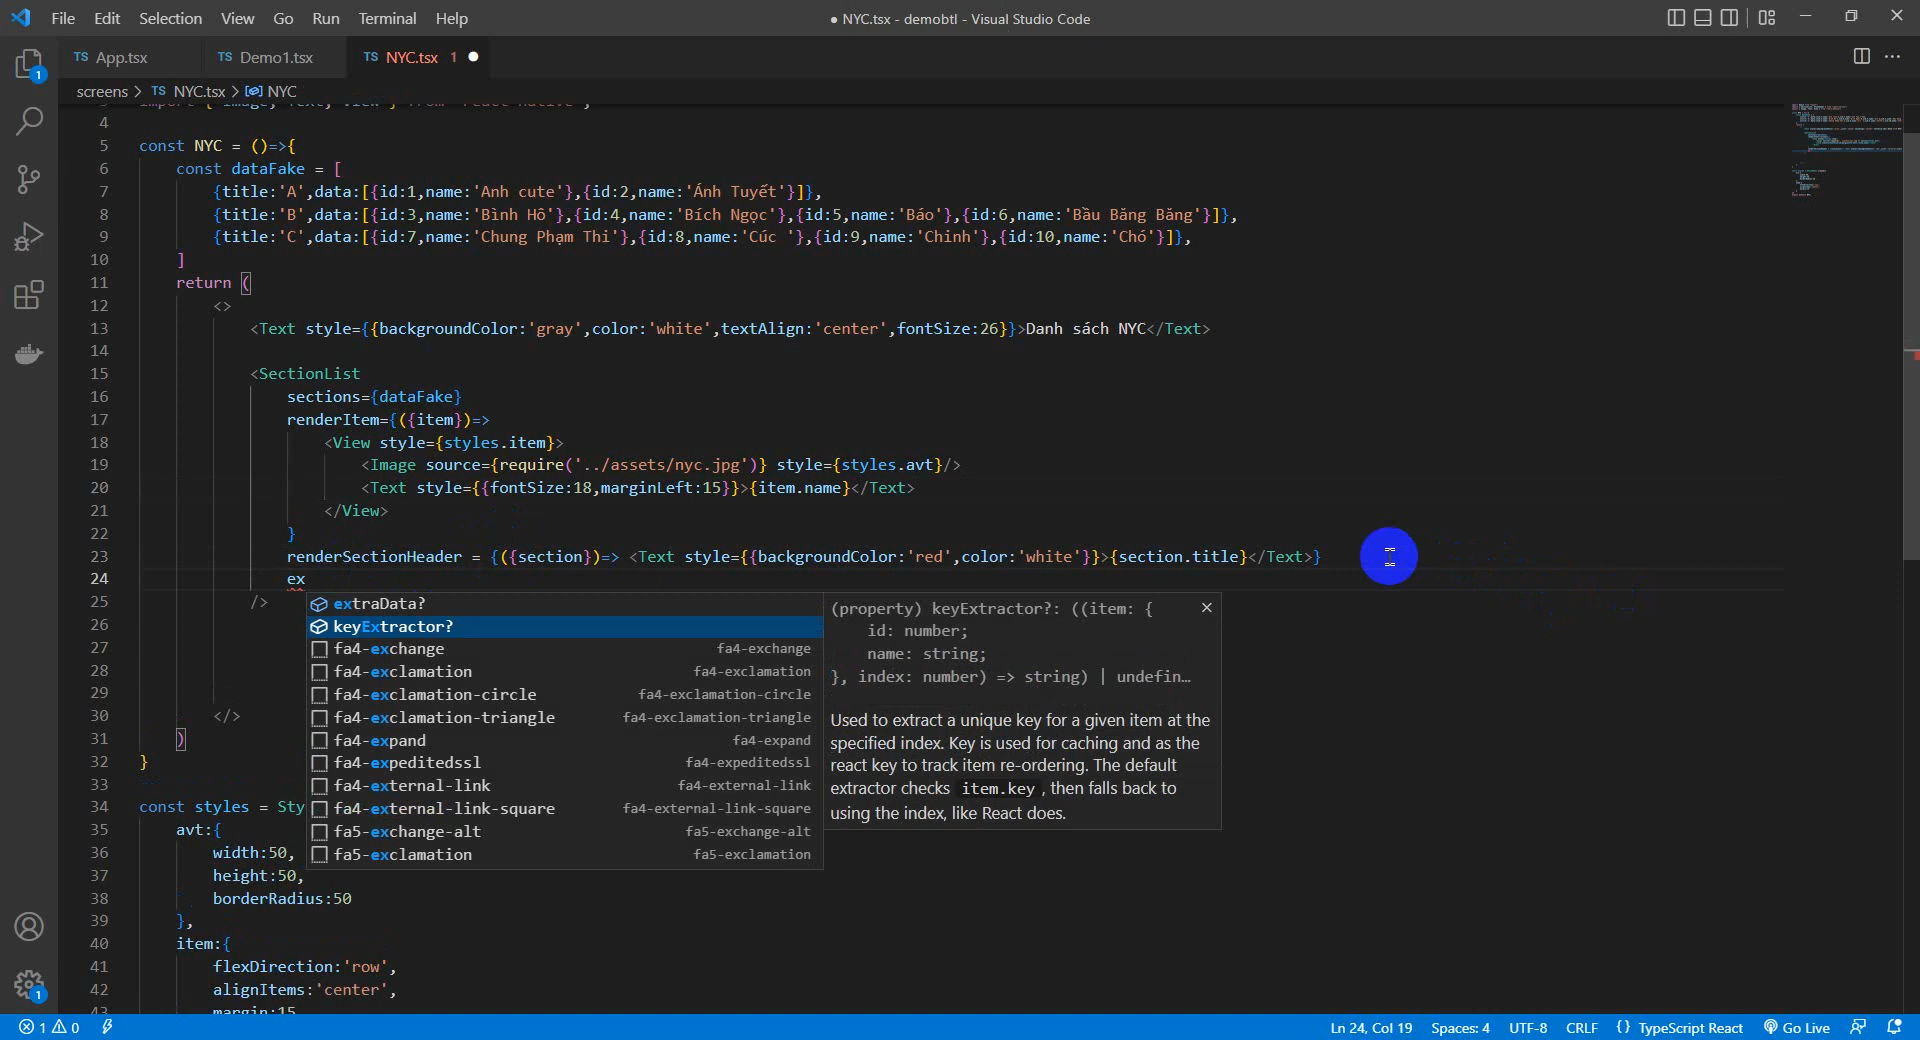 File Edit Selection View Go Run Terminal Help
● NYC.tsx - demobtl - Visual Studio Code
TS App.tsx
TS Demo1.tsx
TS NYC.tsx 1 ●
screens > TS NYC.tsx > NYC
4
5 const NYC = ()=>{
6 const dataFake = [
7 {title:'A',data:[{id:1,name:'Anh cute'},{id:2,name:'Ánh Tuyết'}]},
8 {title:'B',data:[{id:3,name:'Bình Hô'},{id:4,name:'Bích Ngọc'},{id:5,name:'Báo'},{id:6,name:'Bầu Băng Băng'}]},
9 {title:'C',data:[{id:7,name:'Chung Phạm Thi'},{id:8,name:'Cúc '},{id:9,name:'Chinh'},{id:10,name:'Chó'}]},
10 ]
11 return (
12 <>
13 <Text style={{backgroundColor:'gray',color:'white',textAlign:'center',fontSize:26}}>Danh sách NYC</Text>
14
15 <SectionList
16 sections={dataFake}
17 renderItem={({item})=>
18 <View style={styles.item}>
19 <Image source={require('../assets/nyc.jpg')} style={styles.avt}/>
20 <Text style={{fontSize:18,marginLeft:15}}>{item.name}</Text>
21 </View>
22 }
23 renderSectionHeader = {({section})=> <Text style={{backgroundColor:'red',color:'white'}}>{section.title}</Text>}
24 ex
25 />
26
27
28
29
30 </>
31 )
32 }
33
34 const styles = Sty
35 avt:{
36 width:50,
37 height:50,
38 borderRadius:50
39 },
40 item:{
41 flexDirection:'row',
42 alignItems:'center',
43 margin:15
extraData?
keyExtractor?
fa4-exchange fa4-exchange
fa4-exclamation fa4-exclamation
fa4-exclamation-circle fa4-exclamation-circle
fa4-exclamation-triangle fa4-exclamation-triangle
fa4-expand fa4-expand
fa4-expeditedssl fa4-expeditedssl
fa4-external-link fa4-external-link
fa4-external-link-square fa4-external-link-square
fa5-exchange-alt fa5-exchange-alt
fa5-exclamation fa5-exclamation
(property) keyExtractor?: ((item: {
id: number;
name: string;
}, index: number) => string) | undefin…
Used to extract a unique key for a given item at the
specified index. Key is used for caching and as the
react key to track item re-ordering. The default
extractor checks item.key , then falls back to
using the index, like React does.
1 0
Ln 24, Col 19 Spaces: 4 UTF-8 CRLF {} TypeScript React Go Live